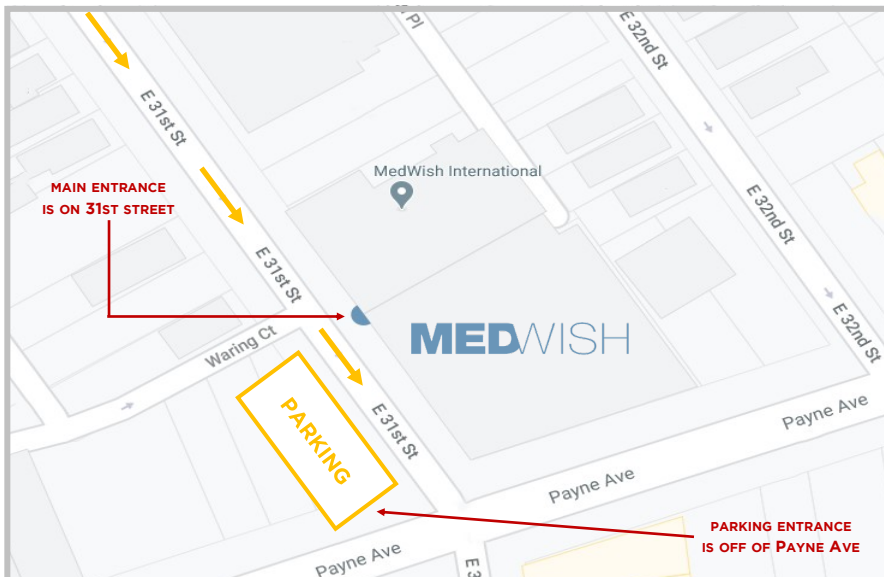 Pl
E 32nd St
E 31st St
MedWish International
MAIN ENTRANCE
IS ON 31ST STREET
E 32nd St
E 31st St
E 32nd St
MEDWISH
Waring Ct
PARKING
E 31st St
Payne Ave
Payne Ave
PARKING ENTRANCE
IS OFF OF PAYNE AVE
Payne Ave
E 3